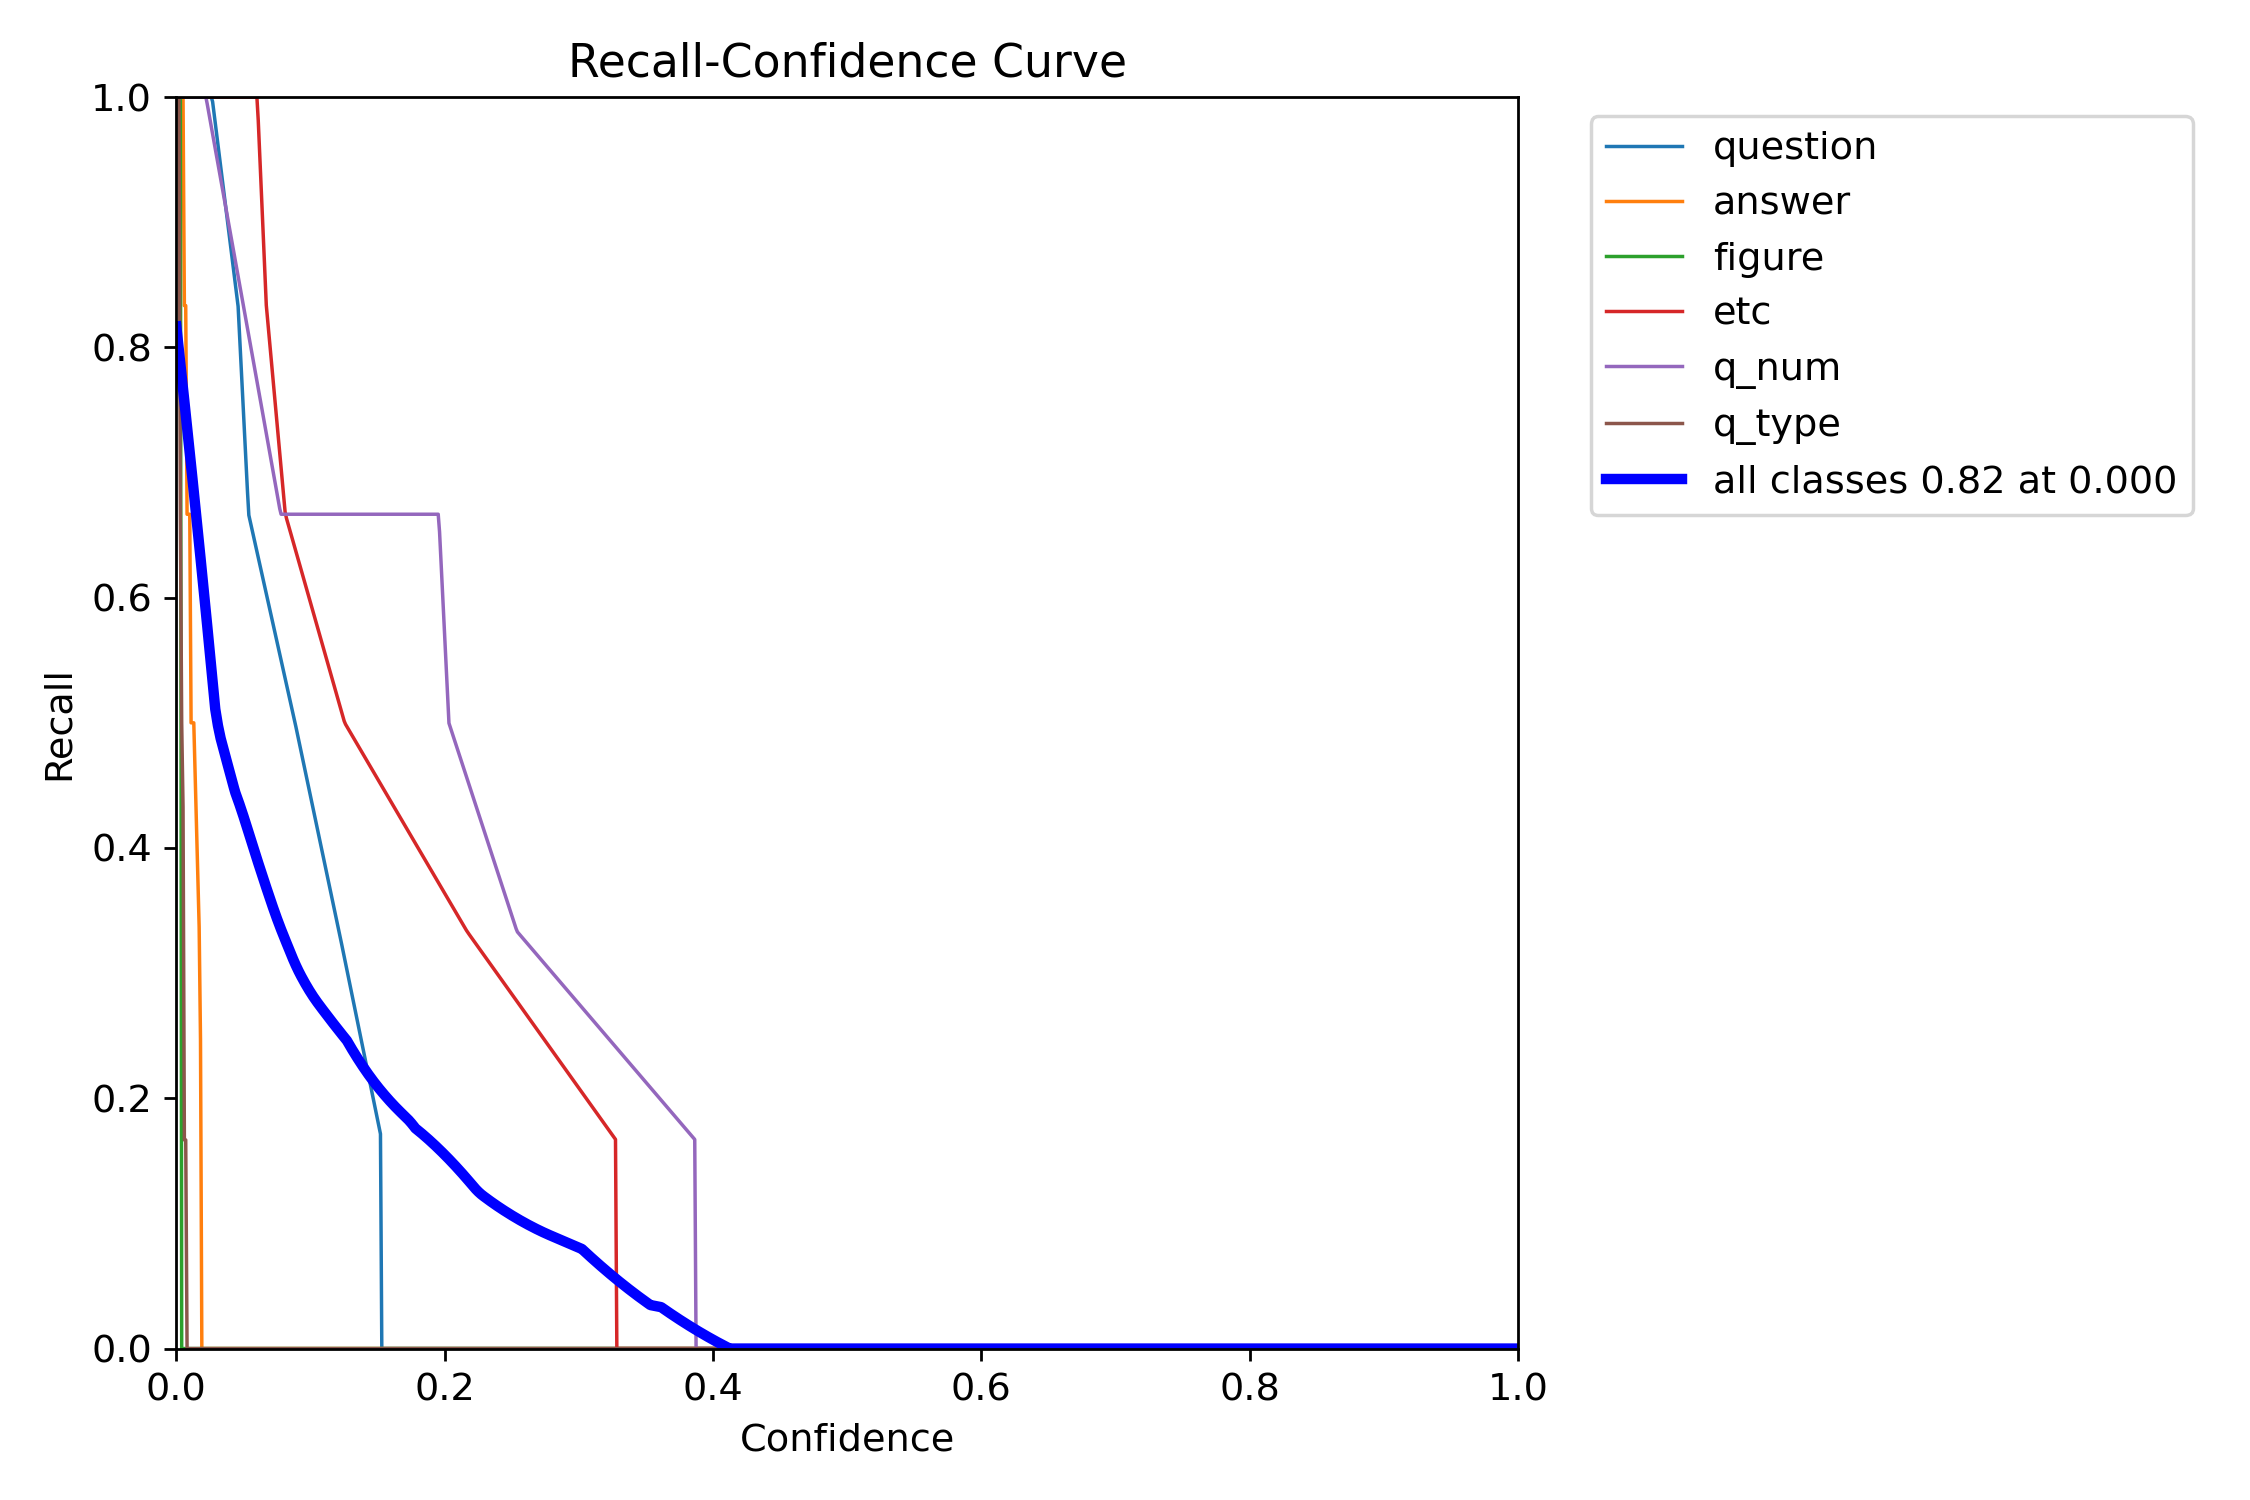 Recall-Confidence Curve
1.0
0.8
0.6
0.4
0.2
0.0
Recall
0.0 0.2 0.4 0.6 0.8 1.0
Confidence
question
answer
figure
etc
q_num
q_type
all classes 0.82 at 0.000